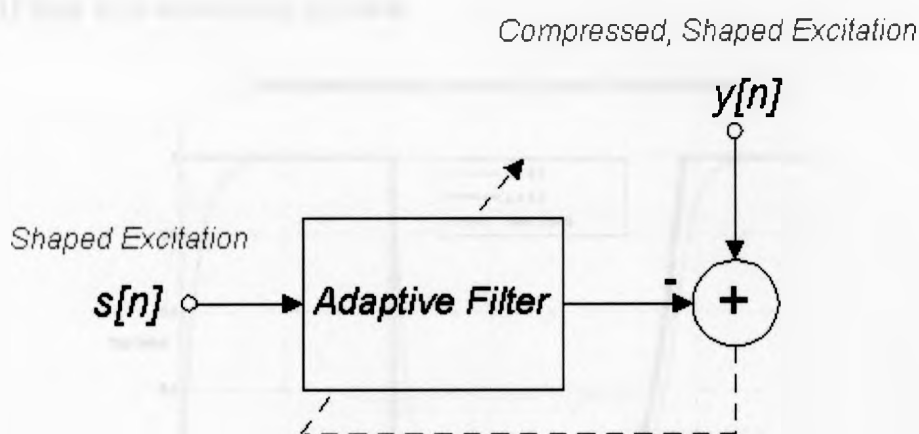 Compressed, Shaped Excitation
y[n]
Shaped Excitation
s[n]
Adaptive Filter
-
+